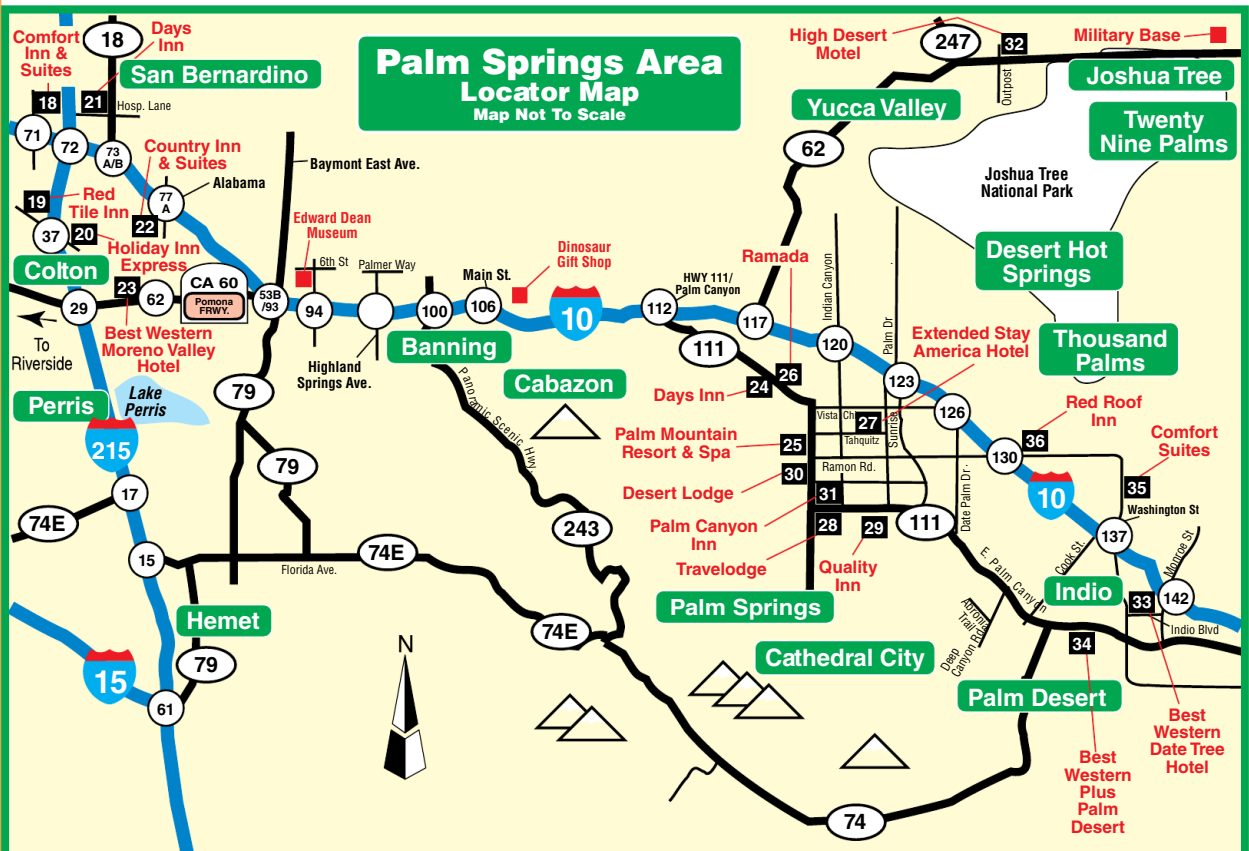 Palm Springs Area
Locator Map
Map Not To Scale
Comfort
Inn &
Suites
18
Days
Inn
San Bernardino
18
21
Hosp. Lane
71
72
73
A/B
Country Inn
& Suites
77
A
Alabama
19
Red
Tile Inn
22
37
20
Holiday Inn
Express
Colton
Baymont East Ave.
Edward Dean
Museum
CA 60
Pomona
FRWY.
23
62
29
53B
/93
Best Western
Moreno Valley
Hotel
To
Riverside
6th St
94
Palmer Way
Highland
Springs Ave.
100
Main St.
106
Dinosaur
Gift Shop
10
Banning
Cabazon
Perris
Lake
Perris
215
79
79
17
74E
15
Florida Ave.
74E
Hemet
79
15
61
N
Panoramic Scenic Hwy.
243
74E
74
High Desert
Motel
247
32
Outpost
Military Base
Joshua Tree
Yucca Valley
Twenty
Nine Palms
62
Joshua Tree
National Park
Desert Hot
Springs
Thousand
Palms
Ramada
HWY 111/
Palm Canyon
112
117
111
Indian Canyon
Palm Dr
120
Extended Stay
America Hotel
123
126
24
26
Days Inn
Vista Ch
27
Sunrise
Tahquitz
Palm Mountain
Resort & Spa
25
Ramon Rd.
Desert Lodge
30
31
Palm Canyon
Inn
28
29
Travelodge
Quality
Inn
111
Date Palm Dr.
Palm Springs
Red Roof
Inn
36
130
10
Comfort
Suites
35
Washington St
137
Cook St.
Monroe St
E. Palm Canyon
Indio
33
142
Indio Blvd
Deep
Canyon Rd.
Trail
34
Cathedral City
Palm Desert
Best
Western
Date Tree
Hotel
Best
Western
Plus
Palm
Desert